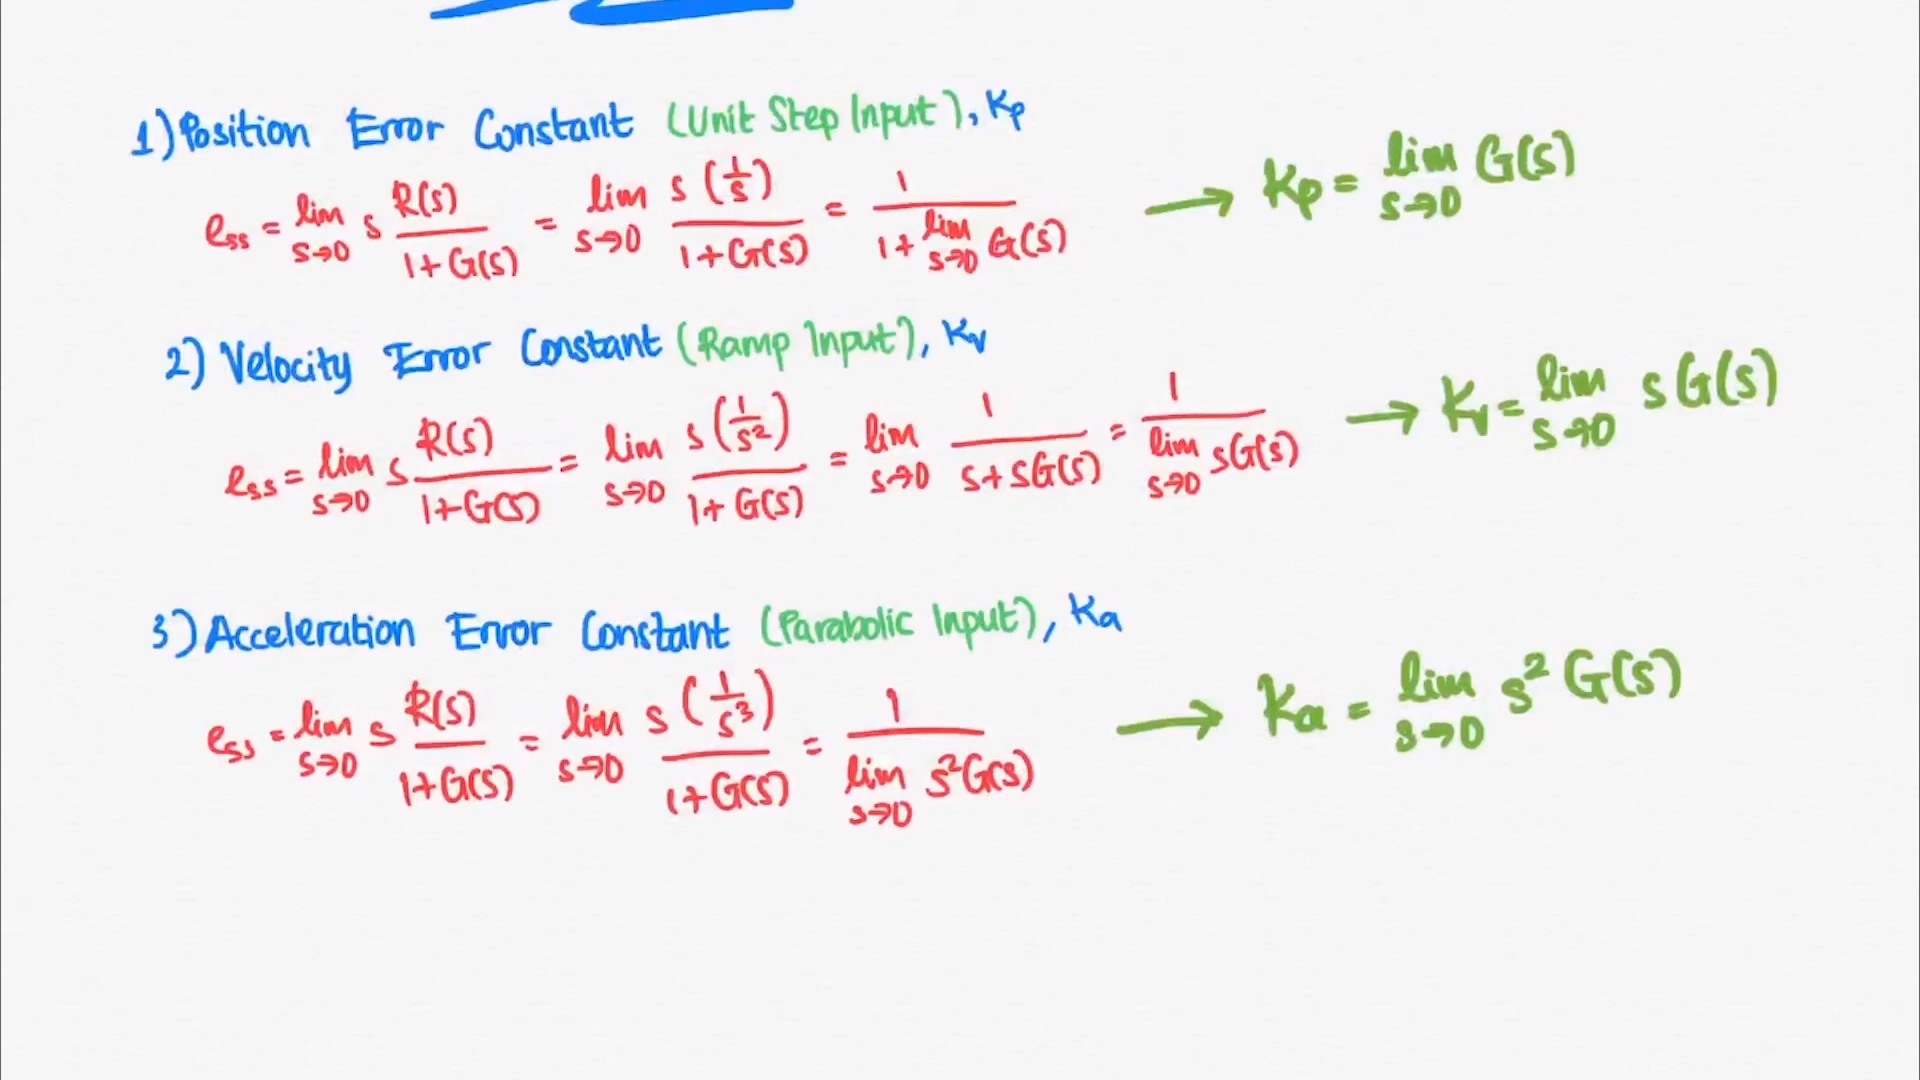 1) Position Error Constant (Unit Step Input), Kp
ess = lim s→0 s R(s)/(1+G(s)) = lim s→0 s(1/s)/(1+G(s)) = 1/(1+ lim s→0 G(s)) → Kp = lim s→0 G(s)
2) Velocity Error Constant (Ramp Input), Kv
ess = lim s→0 s R(s)/(1+G(s)) = lim s→0 s(1/s²)/(1+G(s)) = lim s→0 1/(s+sG(s)) = 1/(lim s→0 sG(s)) → Kv = lim s→0 sG(s)
3) Acceleration Error Constant (Parabolic Input), Ka
ess = lim s→0 s R(s)/(1+G(s)) = lim s→0 s(1/s³)/(1+G(s)) = 1/(lim s→0 s²G(s)) → Ka = lim s→0 s²G(s)